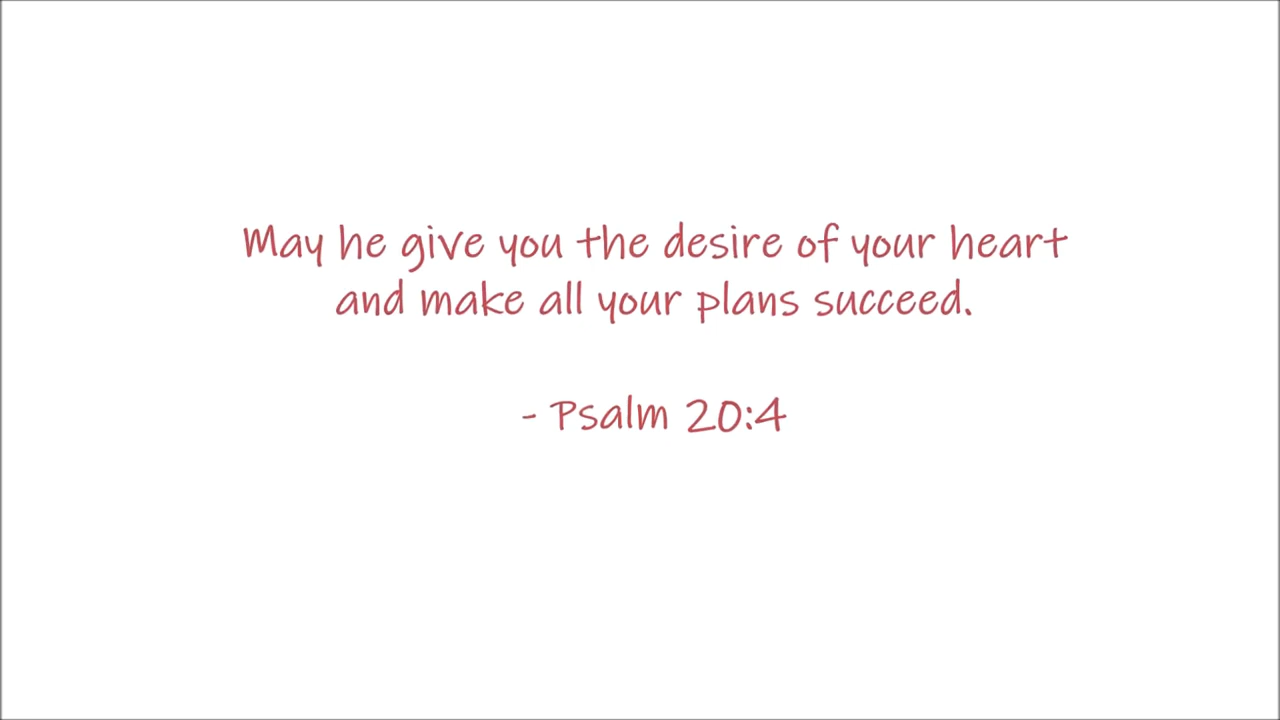 May he give you the desire of your heart
and make all your plans succeed.
- Psalm 20:4